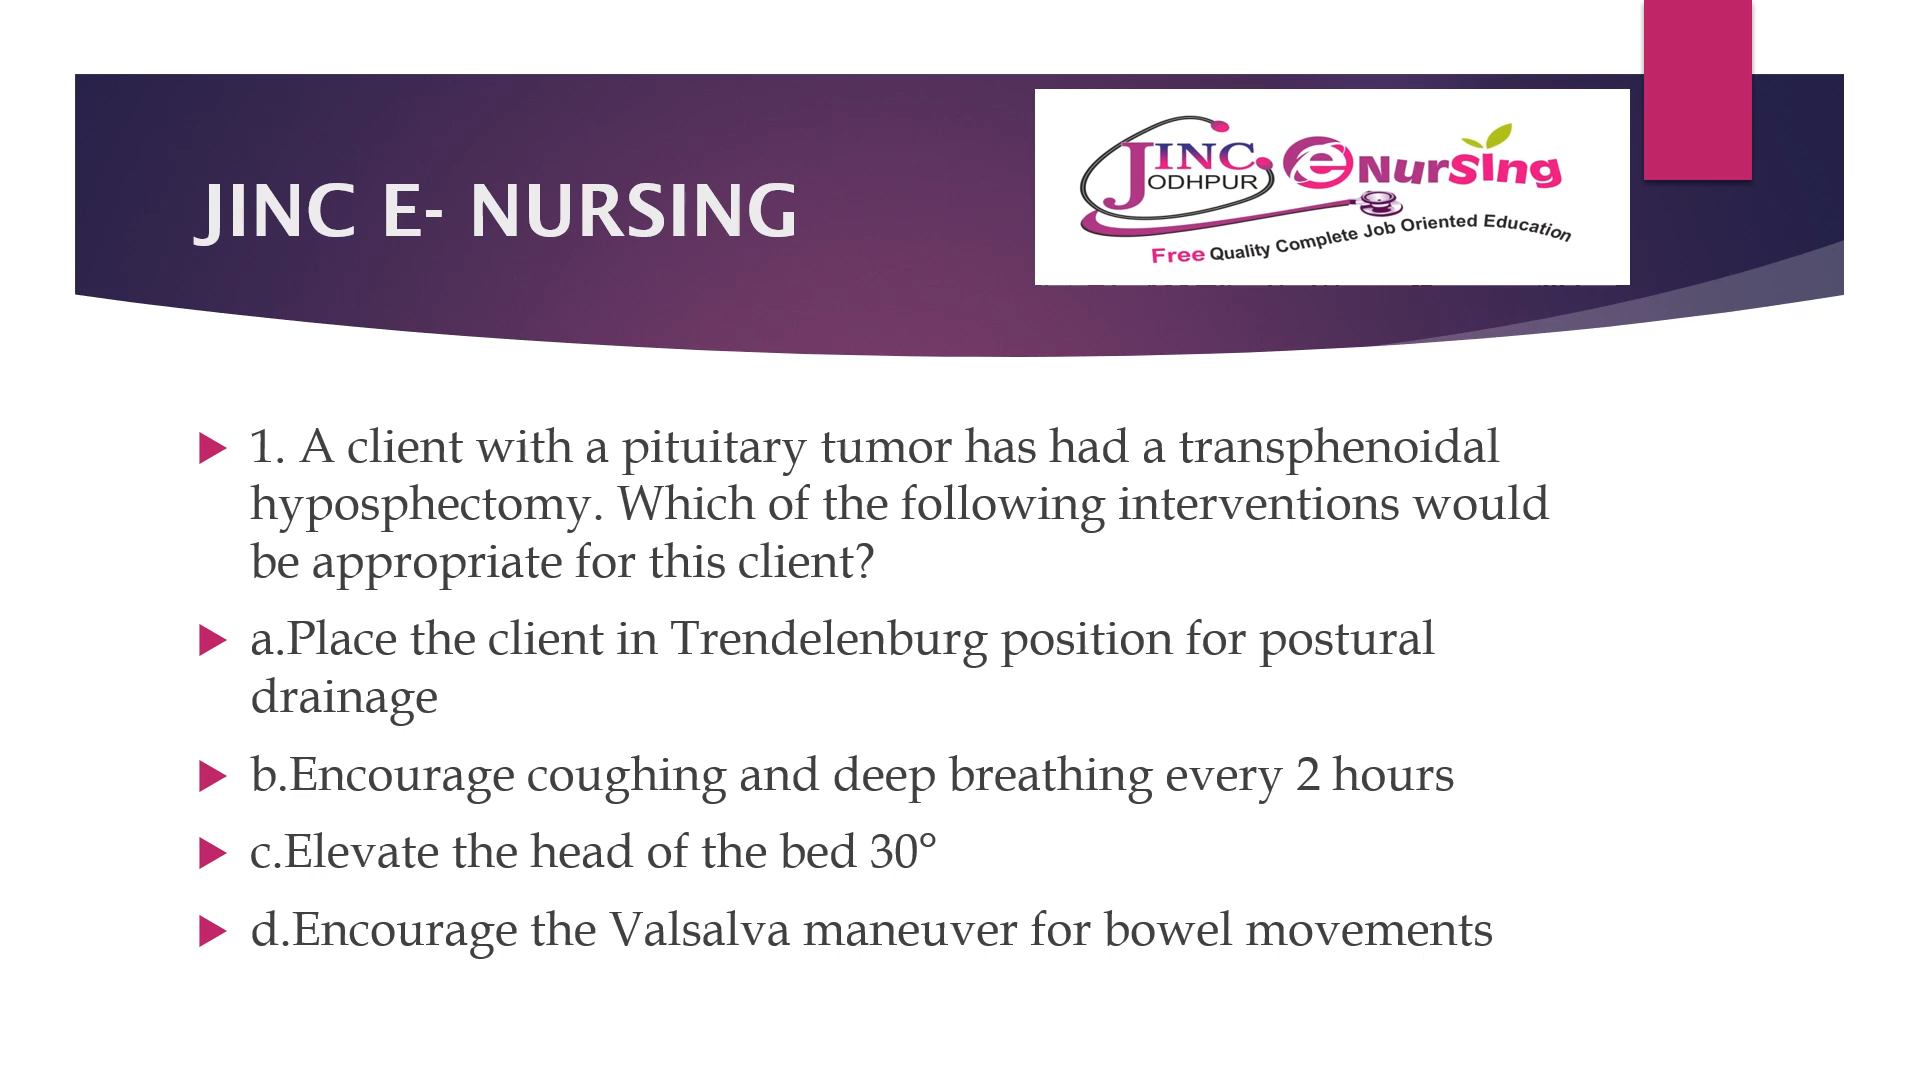 JINC E- NURSING
JINC
ODHPUR
eNursing
Free Quality Complete Job Oriented Education
1. A client with a pituitary tumor has had a transphenoidal
hyposphectomy. Which of the following interventions would
be appropriate for this client?
a.Place the client in Trendelenburg position for postural
drainage
b.Encourage coughing and deep breathing every 2 hours
c.Elevate the head of the bed 30°
d.Encourage the Valsalva maneuver for bowel movements